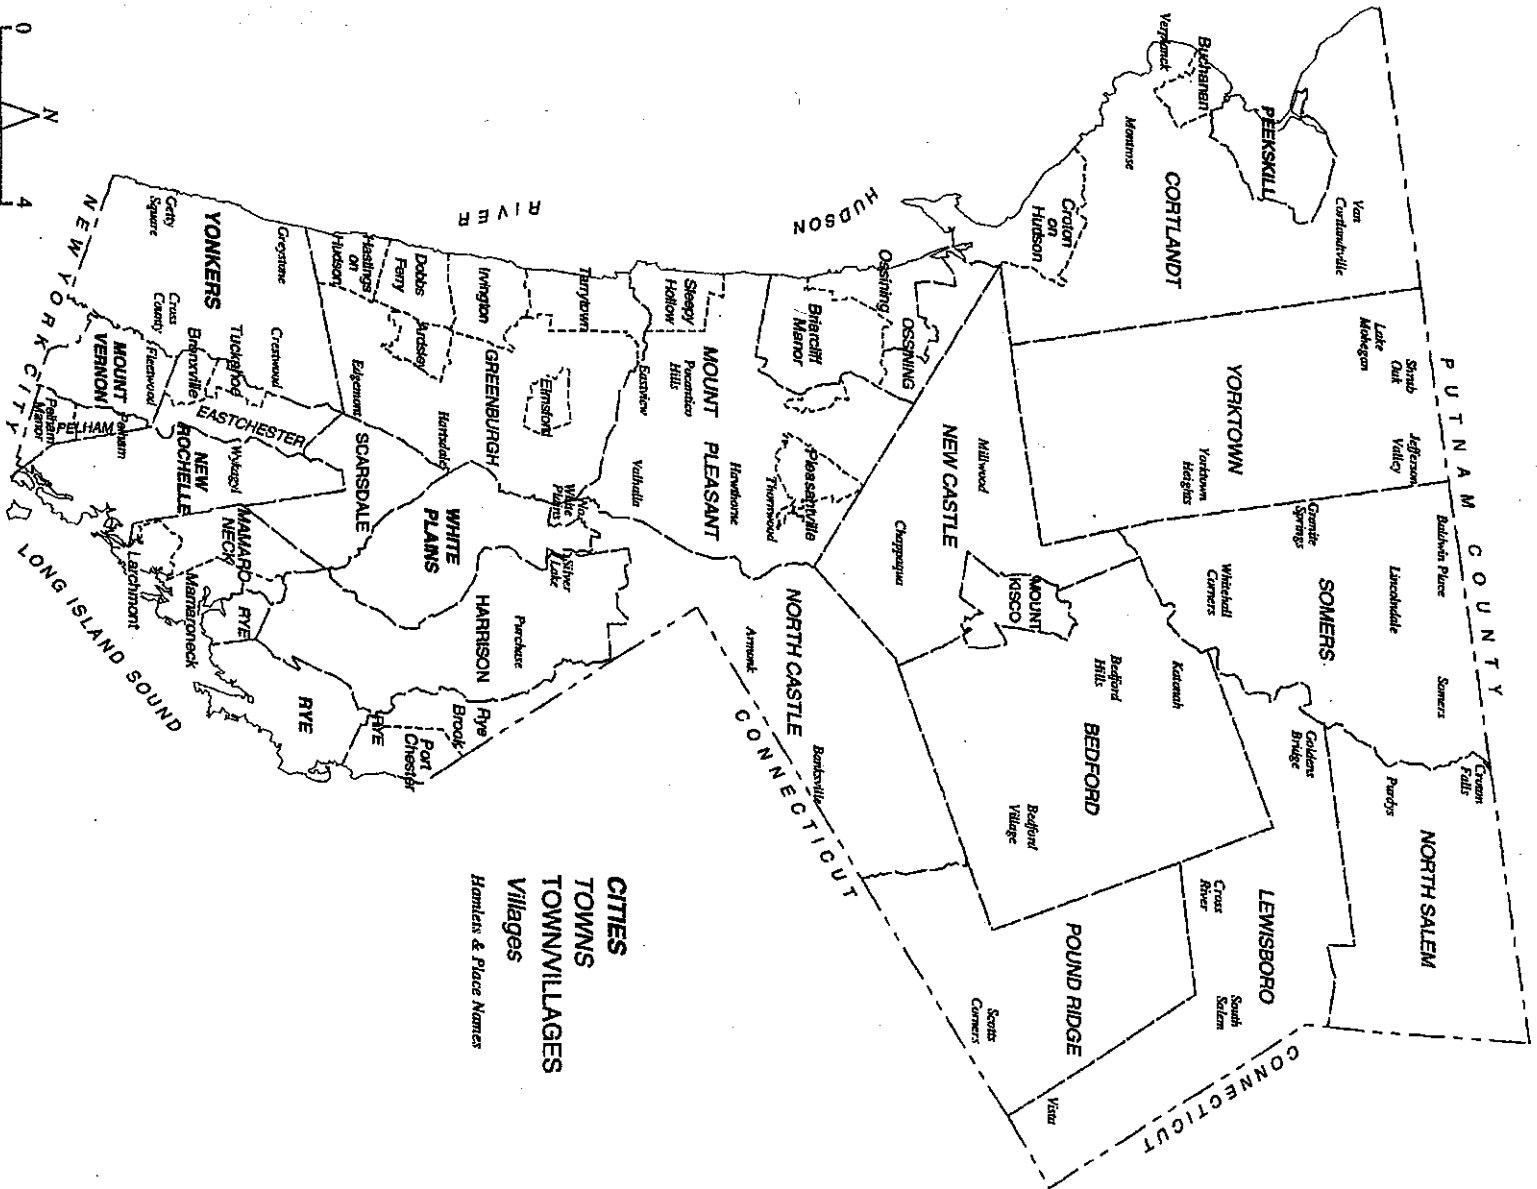 PUTNAM COUNTY
Van
Cortlandtville
Lake
Mohegan
Shrub
Oak
Jefferson
Valley
Baldwin Place
Lincolndale
Somers
Croton
Falls
Purdys
NORTH SALEM
PEEKSKILL
Buchanan
Verplanck
Montrose
CORTLANDT
Croton
on
Hudson
YORKTOWN
Yorktown
Heights
Granite
Springs
SOMERS
Whitehall
Corners
Goldens
Bridge
Katonah
LEWISBORO
Cross
River
South
Salem
Vista
CONNECTICUT
HUDSON
RIVER
Ossining
OSSINING
Briarcliff
Manor
NEW CASTLE
Millwood
Chappaqua
MOUNT
KISCO
Bedford
Hills
BEDFORD
Bedford
Village
POUND RIDGE
Scotts
Corners
Sleepy
Hollow
Pocantico
Hills
MOUNT PLEASANT
Pleasantville
Thornwood
Hawthorne
Valhalla
Eastview
NORTH CASTLE
Armonk
Banksville
CONNECTICUT
Tarrytown
Irvington
Dobbs
Ferry
Hastings
on
Hudson
Ardsley
Elmsford
GREENBURGH
Hartsdale
Edgemont
No.
White
Plains
WHITE
PLAINS
Silver
Lake
Purchase
HARRISON
Rye
Brook
Port
Chester
RYE
RYE
RYE
SCARSDALE
Greystone
YONKERS
Getty
Square
Cross
County
Crestwood
Tuckahoe
Bronxville
Fleetwood
EASTCHESTER
MOUNT
VERNON
PELHAM
Pelham
Pelham
Manor
NEW
ROCHELLE
Wykagyl
MAMARO
NECK
Mamaroneck
Larchmont
NEW YORK CITY
LONG ISLAND SOUND
CITIES
TOWNS
TOWN/VILLAGES
Villages
Hamlets & Place Names
N
0 4